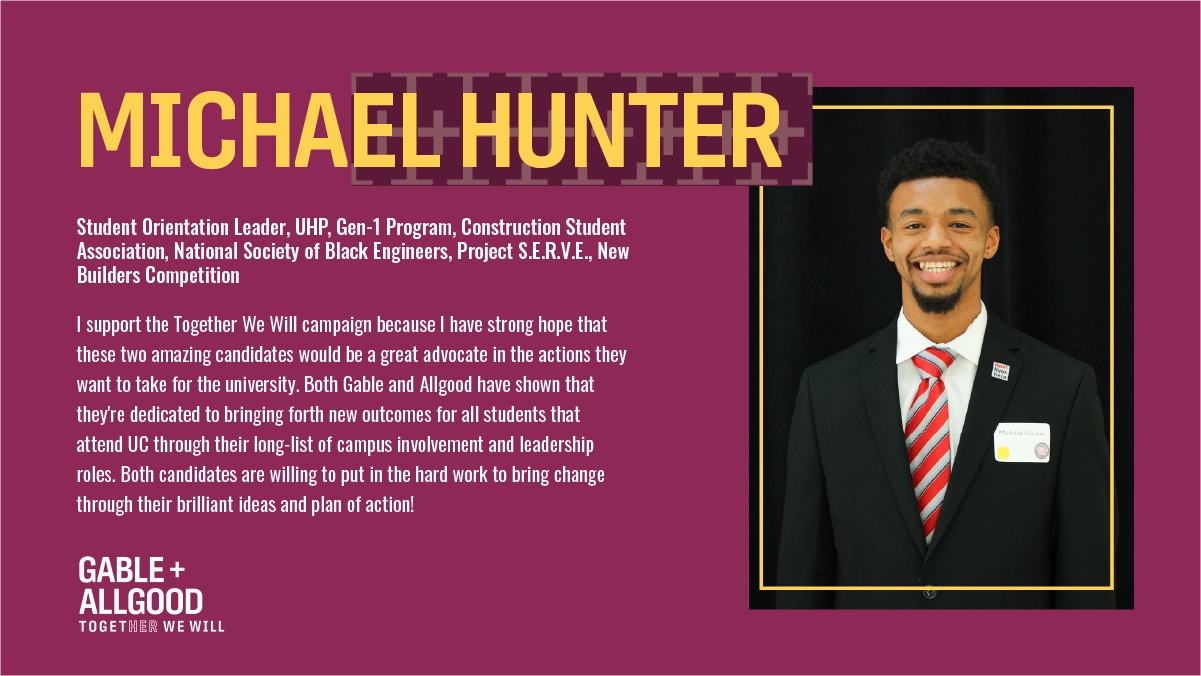 MICHAEL HUNTER
Student Orientation Leader, UHP, Gen-1 Program, Construction Student
Association, National Society of Black Engineers, Project S.E.R.V.E., New
Builders Competition
I support the Together We Will campaign because I have strong hope that
these two amazing candidates would be a great advocate in the actions they
want to take for the university. Both Gable and Allgood have shown that
they're dedicated to bringing forth new outcomes for all students that
attend UC through their long-list of campus involvement and leadership
roles. Both candidates are willing to put in the hard work to bring change
through their brilliant ideas and plan of action!
GABLE +
ALLGOOD
TOGETHER WE WILL
lives
here
Michael Hunter